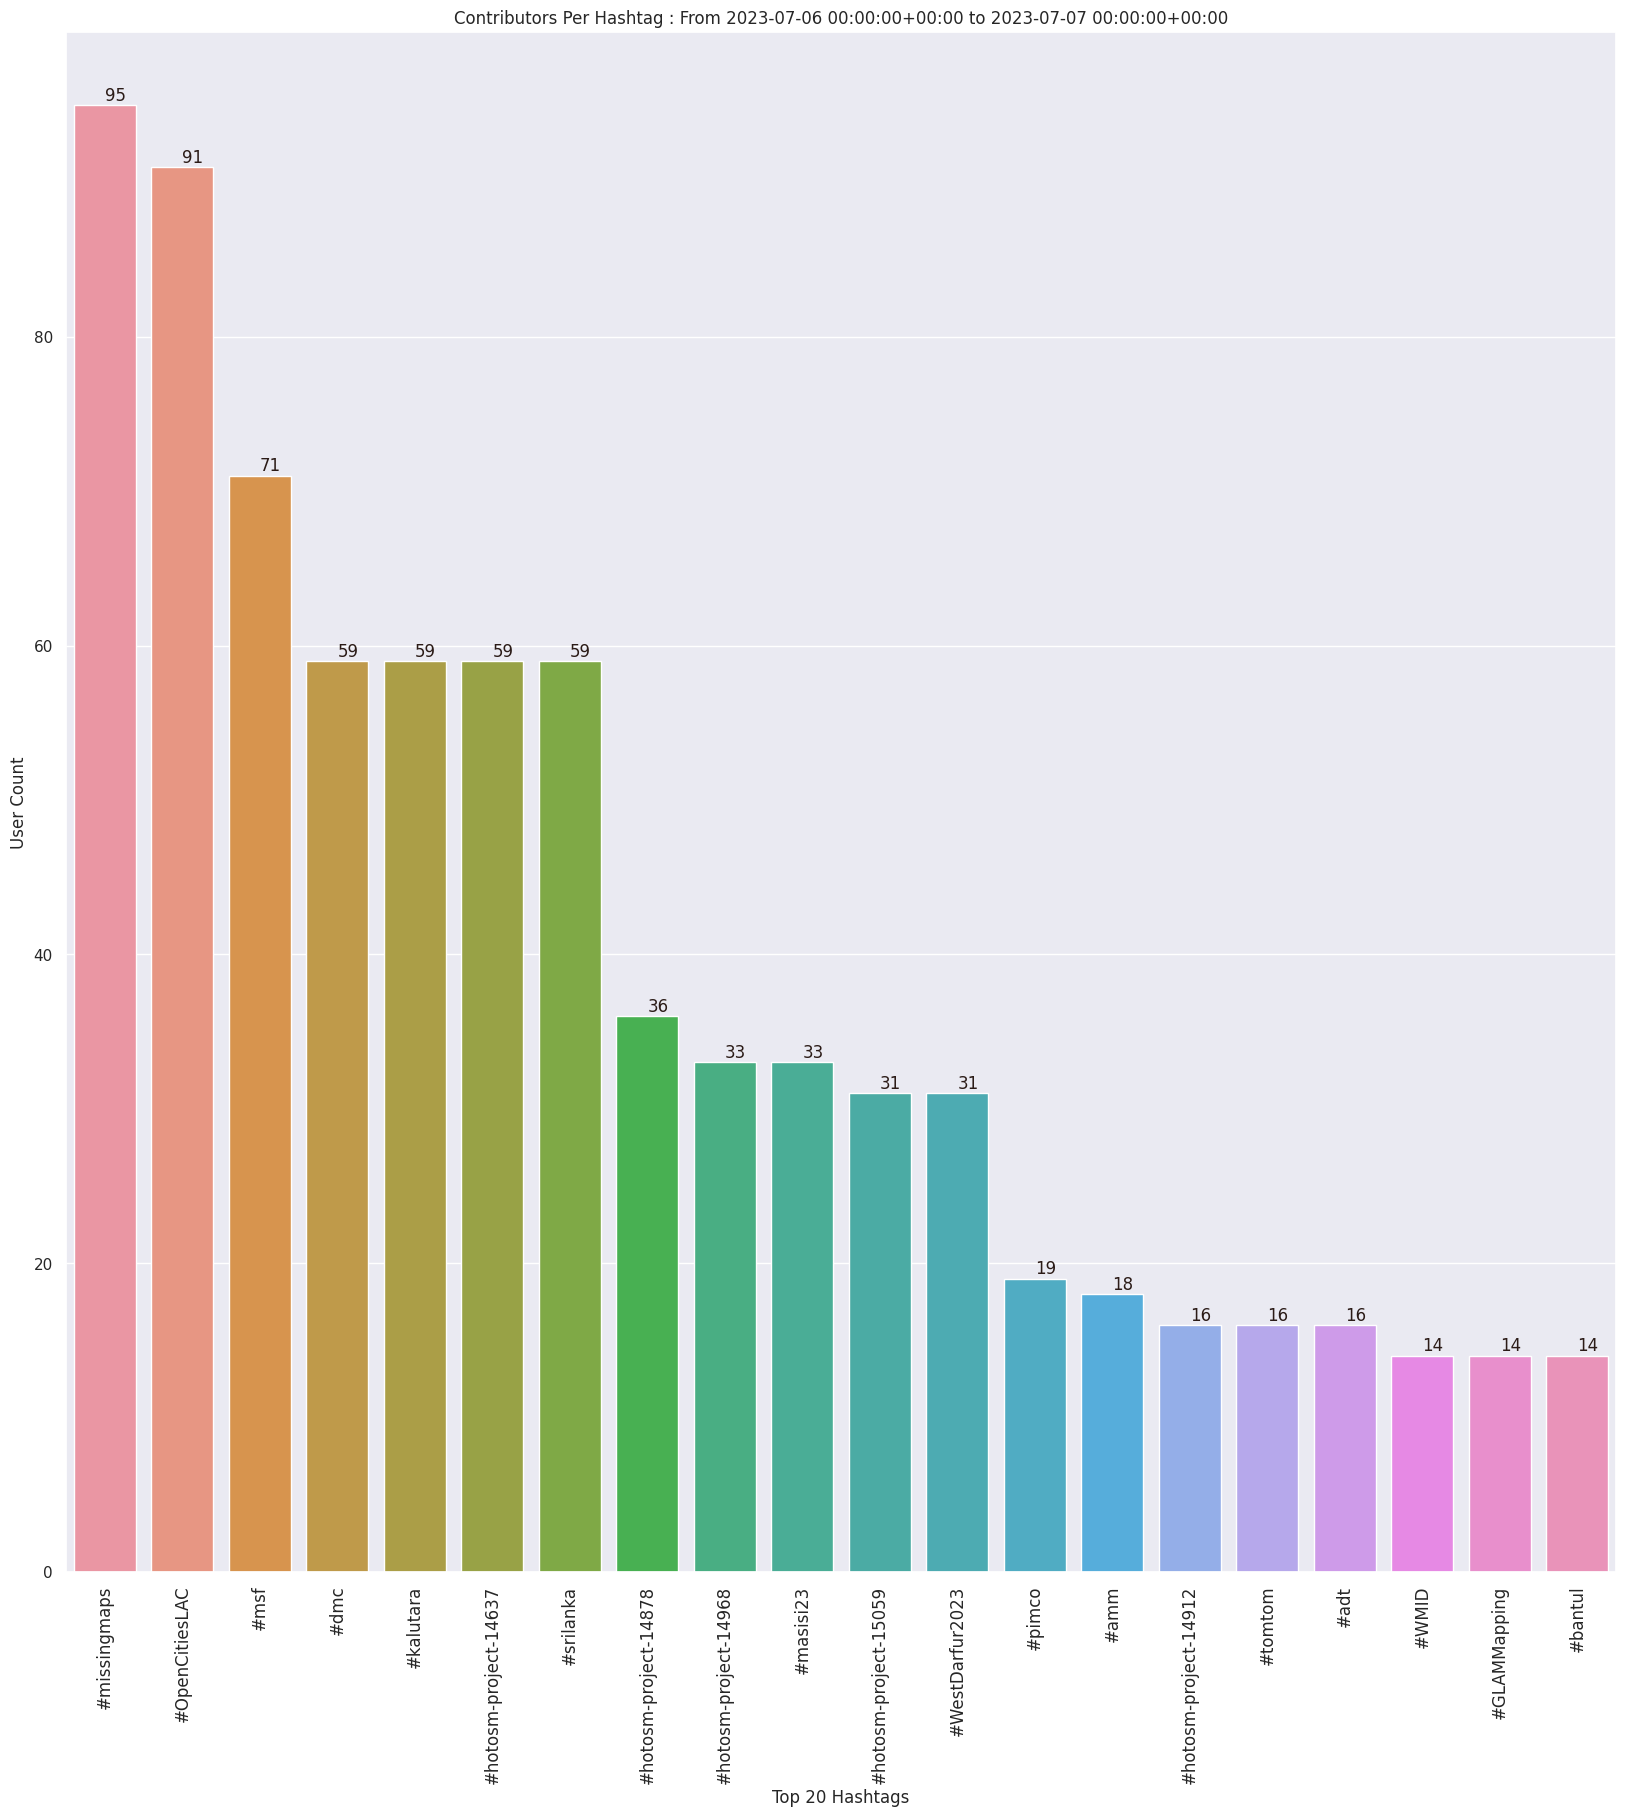 Contributors Per Hashtag : From 2023-07-06 00:00:00+00:00 to 2023-07-07 00:00:00+00:00
User Count
80
60
40
20
0
95
91
71
59
59
59
59
36
33
33
31
31
19
18
16
16
16
14
14
14
#missingmaps
#OpenCitiesLAC
#msf
#dmc
#kalutara
#hotosm-project-14637
#srilanka
#hotosm-project-14878
#hotosm-project-14968
#masisi23
#hotosm-project-15059
#WestDarfur2023
#pimco
#amm
#hotosm-project-14912
#tomtom
#adt
#WMID
#GLAMMapping
#bantul
Top 20 Hashtags